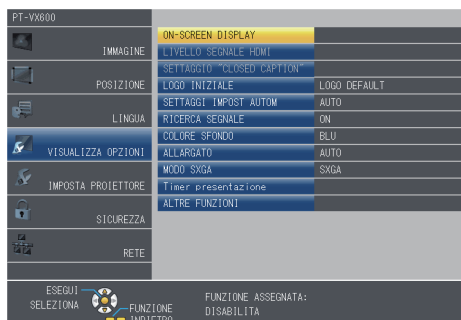 PT-VX600
IMMAGINE
POSIZIONE
LINGUA
VISUALIZZA OPZIONI
IMPOSTA PROIETTORE
SICUREZZA
RETE
ON-SCREEN DISPLAY
LIVELLO SEGNALE HDMI
SETTAGGIO "CLOSED CAPTION"
LOGO INIZIALE LOGO DEFAULT
SETTAGGI IMPOST AUTOM AUTO
RICERCA SEGNALE ON
COLORE SFONDO BLU
ALLARGATO AUTO
MODO SXGA SXGA
Timer presentazione
ALTRE FUNZIONI
ESEGUI
SELEZIONA
FUNZIONE
INDIETRO
FUNZIONE ASSEGNATA:
DISABILITA